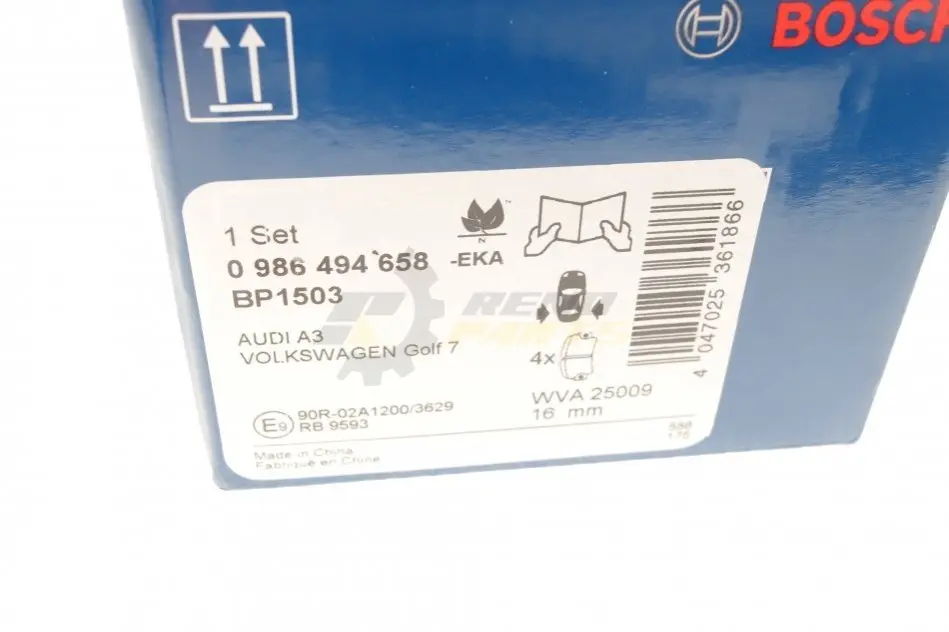 BOSCH
1 Set
0 986 494 658 -EKA
BP1503
N
AUDI A3
VOLKSWAGEN Golf 7
4x
WVA 25009
16 mm
E9 90R-02A1200/3629
RB 9593
Made in China
Fabriqué en Chine
4 047025 361866